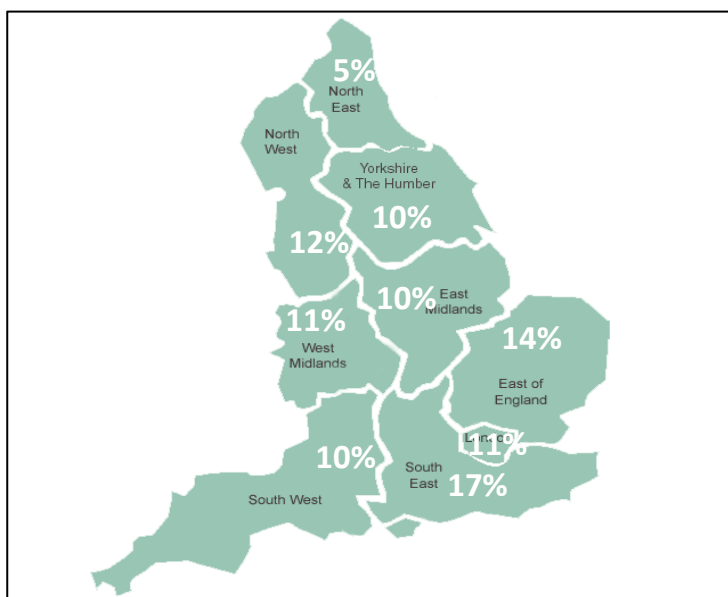 5%
North
East
North
West
Yorkshire
& The Humber
10%
12%
10%
East
Midlands
11%
West
Midlands
14%
East of
England
London
11%
10%
South
East
17%
South West